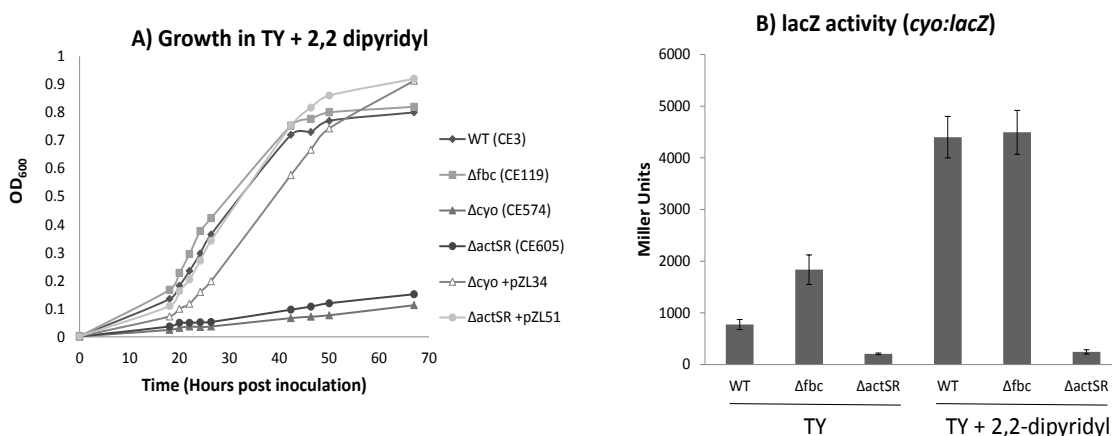 A) Growth in TY + 2,2 dipyridyl
OD600
1
0.9
0.8
0.7
0.6
0.5
0.4
0.3
0.2
0.1
0
0 10 20 30 40 50 60 70
Time (Hours post inoculation)
WT (CE3)
Δfbc (CE119)
Δcyo (CE574)
ΔactSR (CE605)
Δcyo +pZL34
ΔactSR +pZL51
B) lacZ activity (cyo:lacZ)
Miller Units
6000
5000
4000
3000
2000
1000
0
WT Δfbc ΔactSR WT Δfbc ΔactSR
TY TY + 2,2-dipyridyl